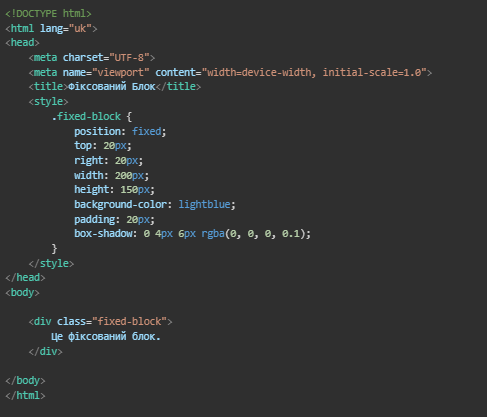 <!DOCTYPE html>
<html lang="uk">
<head>
    <meta charset="UTF-8">
    <meta name="viewport" content="width=device-width, initial-scale=1.0">
    <title>Фіксований Блок</title>
    <style>
        .fixed-block {
            position: fixed;
            top: 20px;
            right: 20px;
            width: 200px;
            height: 150px;
            background-color: lightblue;
            padding: 20px;
            box-shadow: 0 4px 6px rgba(0, 0, 0, 0.1);
        }
    </style>
</head>
<body>

    <div class="fixed-block">
        Це фіксований блок.
    </div>

</body>
</html>